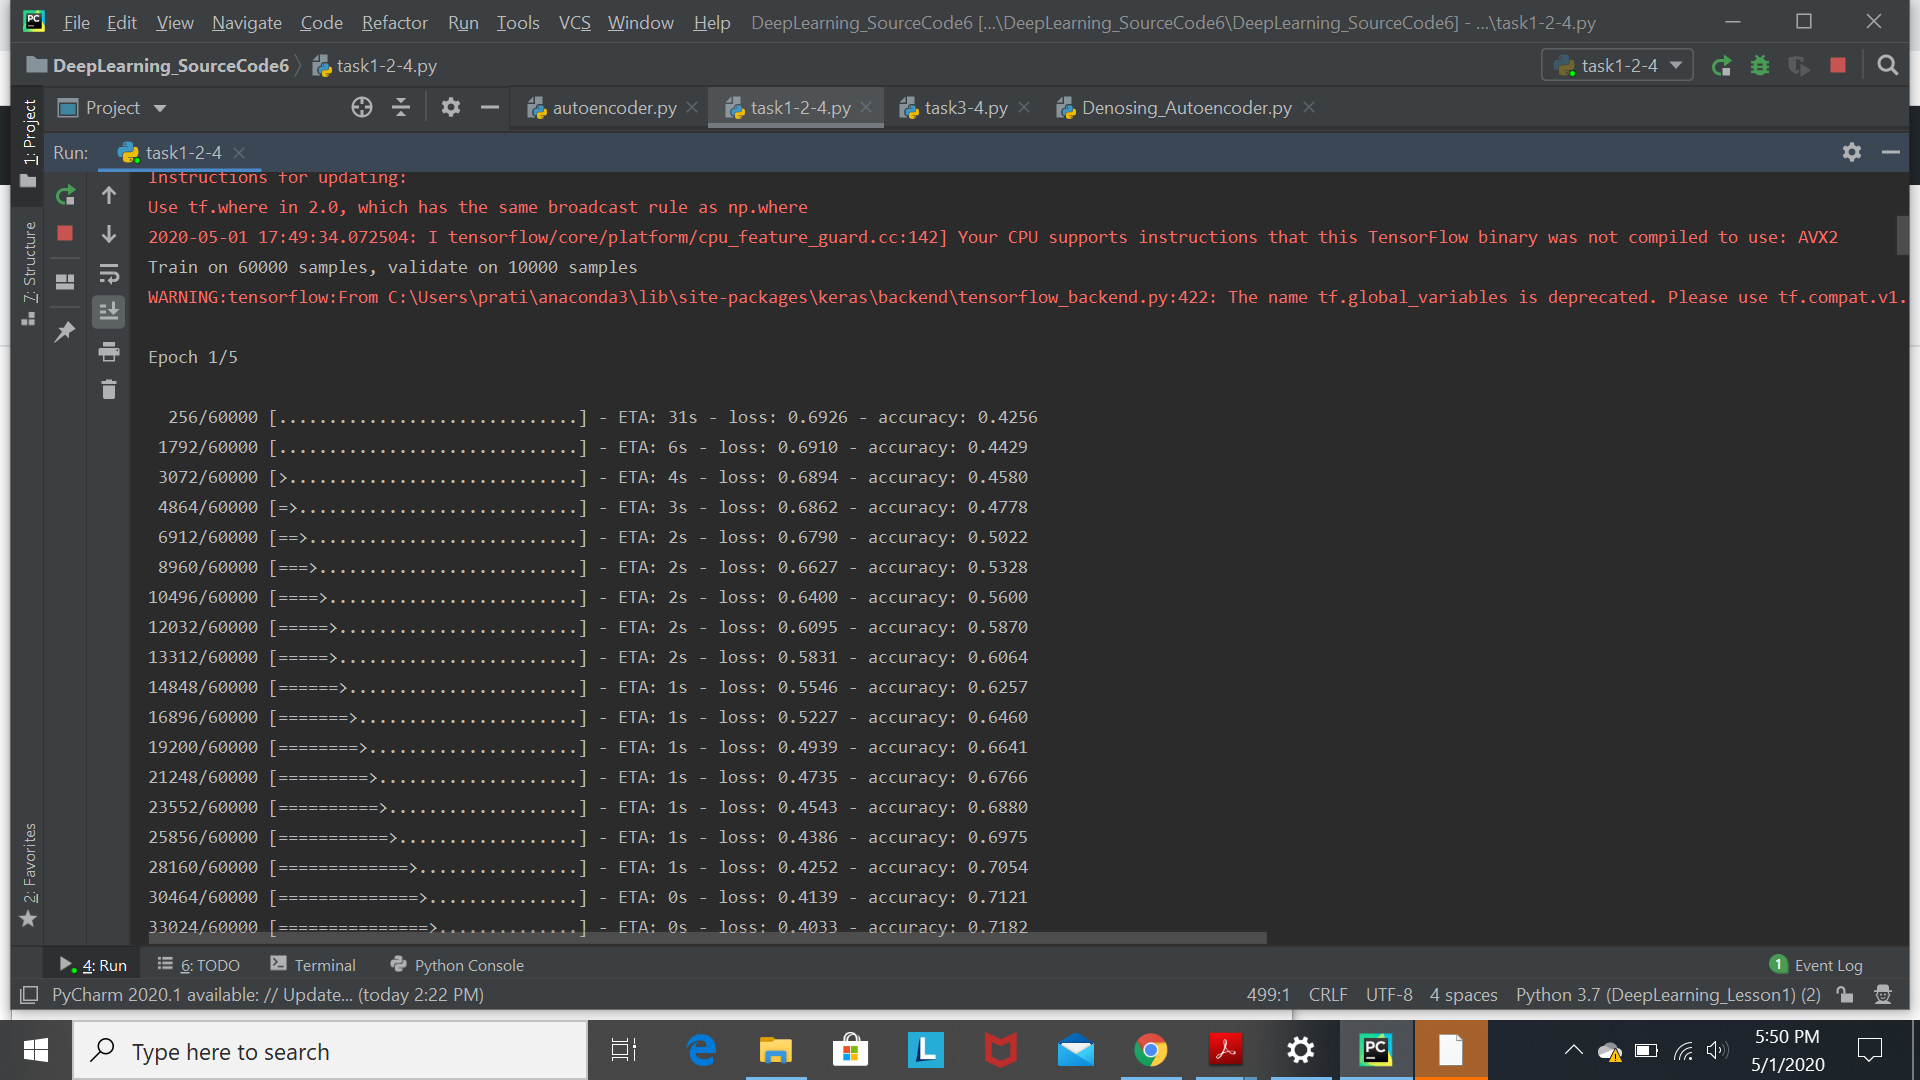 File Edit View Navigate Code Refactor Run Tools VCS Window Help DeepLearning_SourceCode6 [...\DeepLearning_SourceCode6\DeepLearning_SourceCode6] - ...\task1-2-4.py
DeepLearning_SourceCode6 task1-2-4.py task1-2-4
Project autoencoder.py task1-2-4.py task3-4.py Denosing_Autoencoder.py
1: Project
7: Structure
2: Favorites
Run: task1-2-4
Instructions for updating:
Use tf.where in 2.0, which has the same broadcast rule as np.where
2020-05-01 17:49:34.072504: I tensorflow/core/platform/cpu_feature_guard.cc:142] Your CPU supports instructions that this TensorFlow binary was not compiled to use: AVX2
Train on 60000 samples, validate on 10000 samples
WARNING:tensorflow:From C:\Users\prati\anaconda3\lib\site-packages\keras\backend\tensorflow_backend.py:422: The name tf.global_variables is deprecated. Please use tf.compat.v1.
Epoch 1/5
256/60000 [..............................] - ETA: 31s - loss: 0.6926 - accuracy: 0.4256
1792/60000 [..............................] - ETA: 6s - loss: 0.6910 - accuracy: 0.4429
3072/60000 [>.............................] - ETA: 4s - loss: 0.6894 - accuracy: 0.4580
4864/60000 [=>............................] - ETA: 3s - loss: 0.6862 - accuracy: 0.4778
6912/60000 [==>...........................] - ETA: 2s - loss: 0.6790 - accuracy: 0.5022
8960/60000 [===>..........................] - ETA: 2s - loss: 0.6627 - accuracy: 0.5328
10496/60000 [====>.........................] - ETA: 2s - loss: 0.6400 - accuracy: 0.5600
12032/60000 [=====>........................] - ETA: 2s - loss: 0.6095 - accuracy: 0.5870
13312/60000 [=====>........................] - ETA: 2s - loss: 0.5831 - accuracy: 0.6064
14848/60000 [======>.......................] - ETA: 1s - loss: 0.5546 - accuracy: 0.6257
16896/60000 [=======>......................] - ETA: 1s - loss: 0.5227 - accuracy: 0.6460
19200/60000 [========>.....................] - ETA: 1s - loss: 0.4939 - accuracy: 0.6641
21248/60000 [=========>....................] - ETA: 1s - loss: 0.4735 - accuracy: 0.6766
23552/60000 [==========>...................] - ETA: 1s - loss: 0.4543 - accuracy: 0.6880
25856/60000 [===========>..................] - ETA: 1s - loss: 0.4386 - accuracy: 0.6975
28160/60000 [=============>................] - ETA: 1s - loss: 0.4252 - accuracy: 0.7054
30464/60000 [==============>...............] - ETA: 0s - loss: 0.4139 - accuracy: 0.7121
33024/60000 [===============>..............] - ETA: 0s - loss: 0.4033 - accuracy: 0.7182
4: Run 6: TODO Terminal Python Console 1 Event Log
PyCharm 2020.1 available: // Update... (today 2:22 PM) 499:1 CRLF UTF-8 4 spaces Python 3.7 (DeepLearning_Lesson1) (2)
Type here to search
5:50 PM
5/1/2020